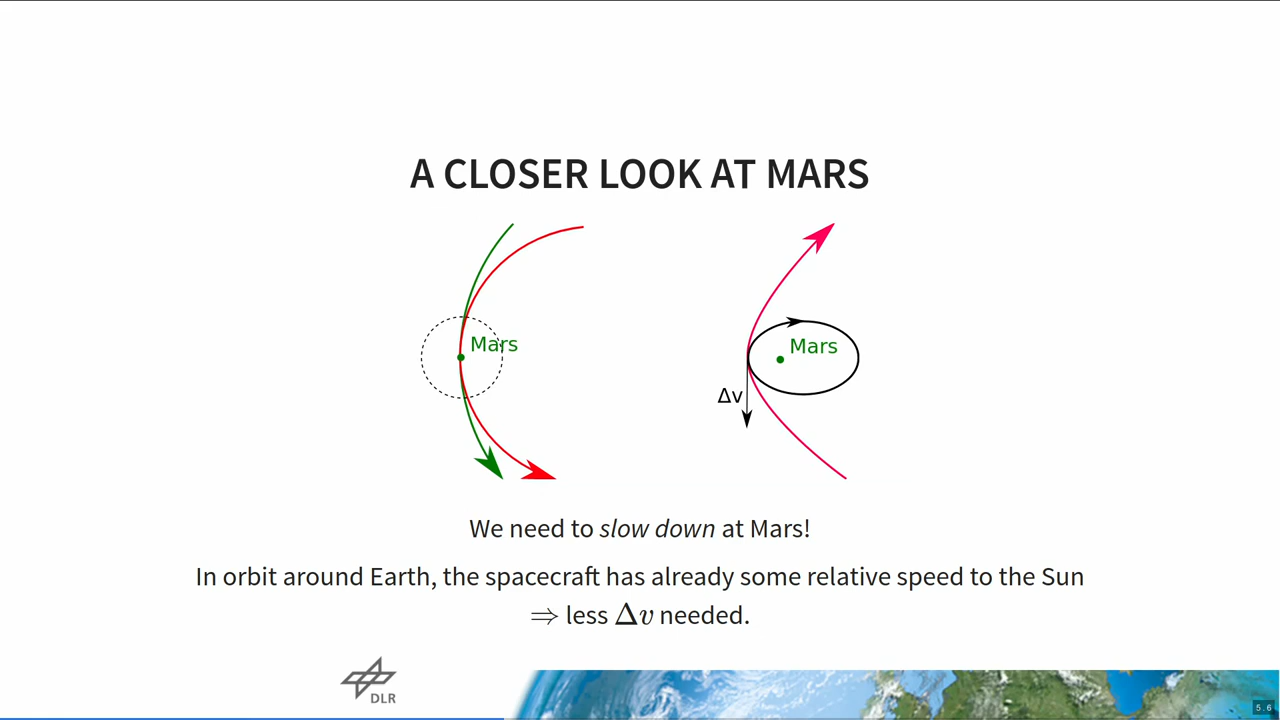 A CLOSER LOOK AT MARS
Mars
Mars
Δv
We need to slow down at Mars!
In orbit around Earth, the spacecraft has already some relative speed to the Sun
⇒ less Δv needed.
DLR
5.6